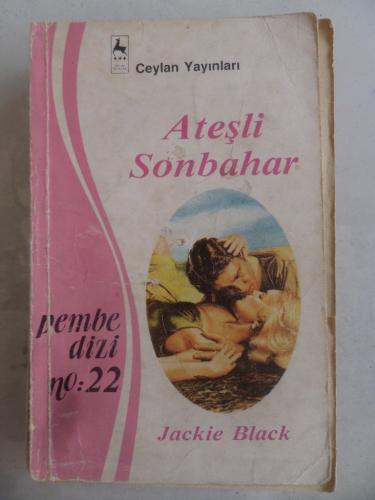 Ceylan Yayınları
Ateşli
Sonbahar
pembe
dizi
no:22
Jackie Black